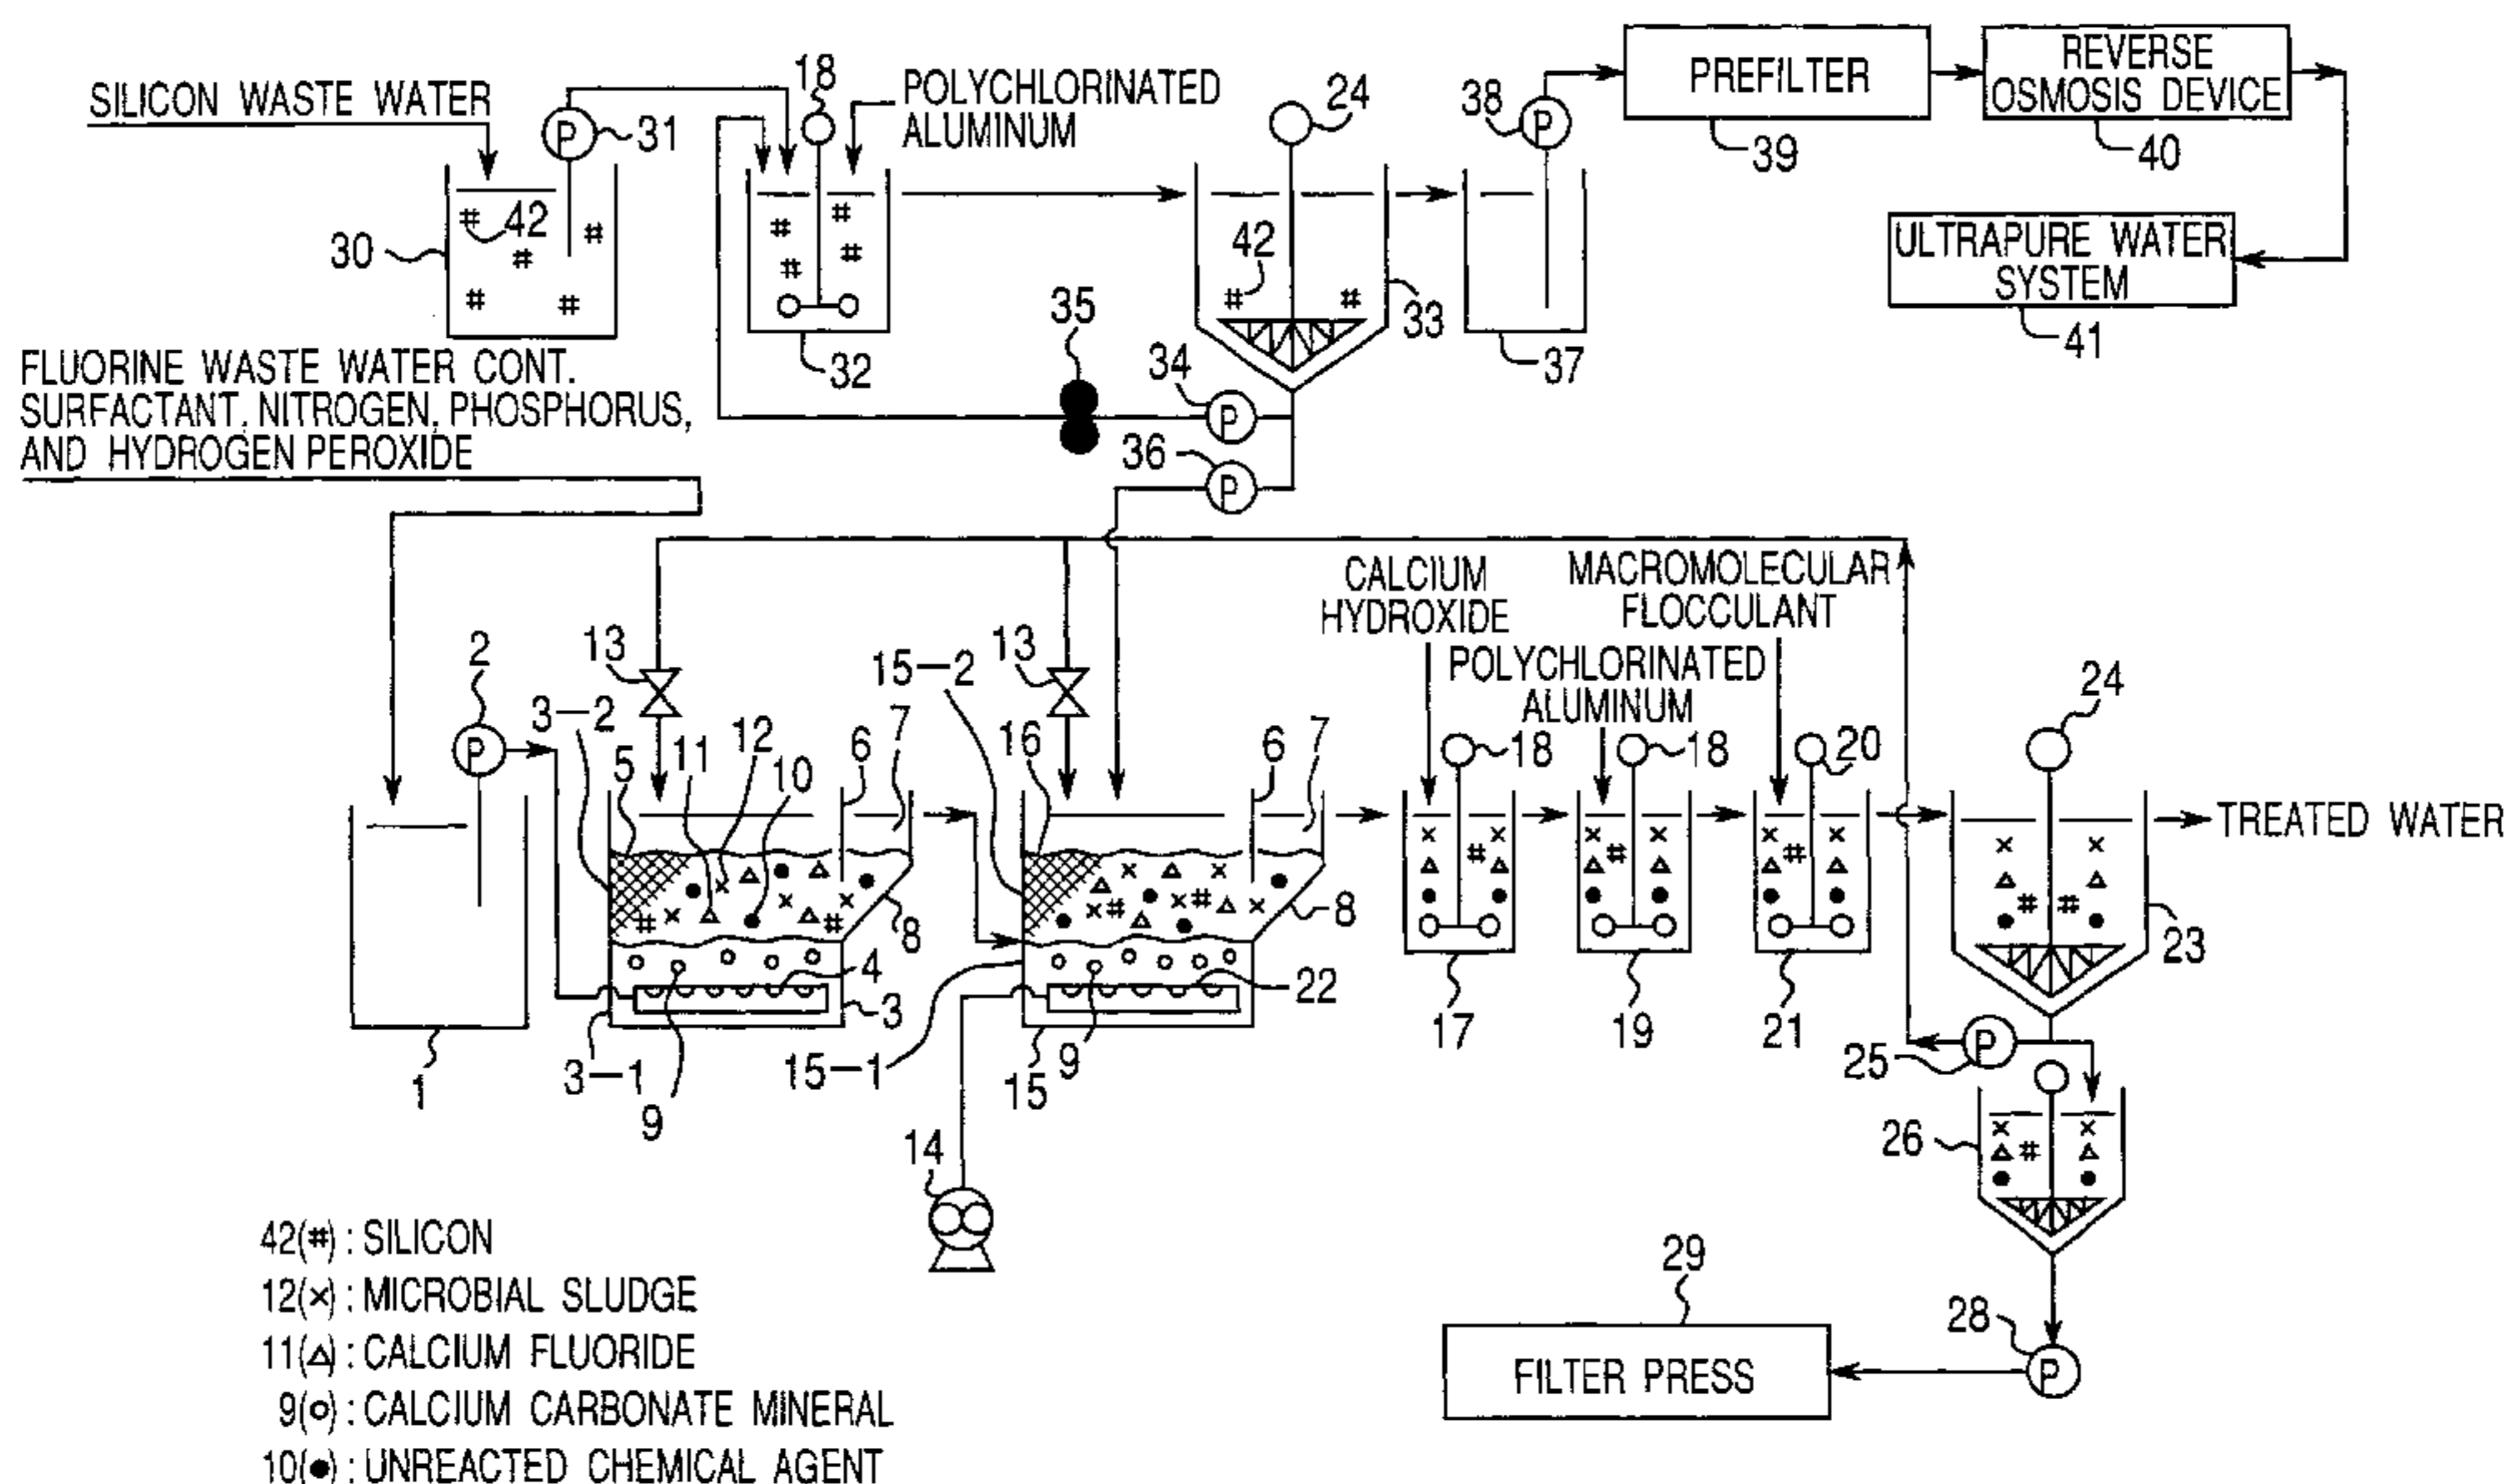 SILICON WASTE WATER
P
31
18
POLYCHLORINATED
ALUMINUM
24
38
P
PREFILTER
39
REVERSE
OSMOSIS DEVICE
40
30
42
#
32
42
33
37
ULTRAPURE WATER
SYSTEM
41
35
34
P
36
P
FLUORINE WASTE WATER CONT.
SURFACTANT, NITROGEN, PHOSPHORUS,
AND HYDROGEN PEROXIDE
CALCIUM
HYDROXIDE
MACROMOLECULAR
FLOCCULANT
POLYCHLORINATED
ALUMINUM
2
P
13
3-2
5
11
12
10
6
7
15-2
13
16
6
7
18
18
20
24
TREATED WATER
8
8
4
3
22
23
1
3-1
9
15-1
15
9
17
19
21
25
P
26
14
29
28
P
FILTER PRESS
42(#) : SILICON
12(×) : MICROBIAL SLUDGE
11(△) : CALCIUM FLUORIDE
9(○) : CALCIUM CARBONATE MINERAL
10(●) : UNREACTED CHEMICAL AGENT